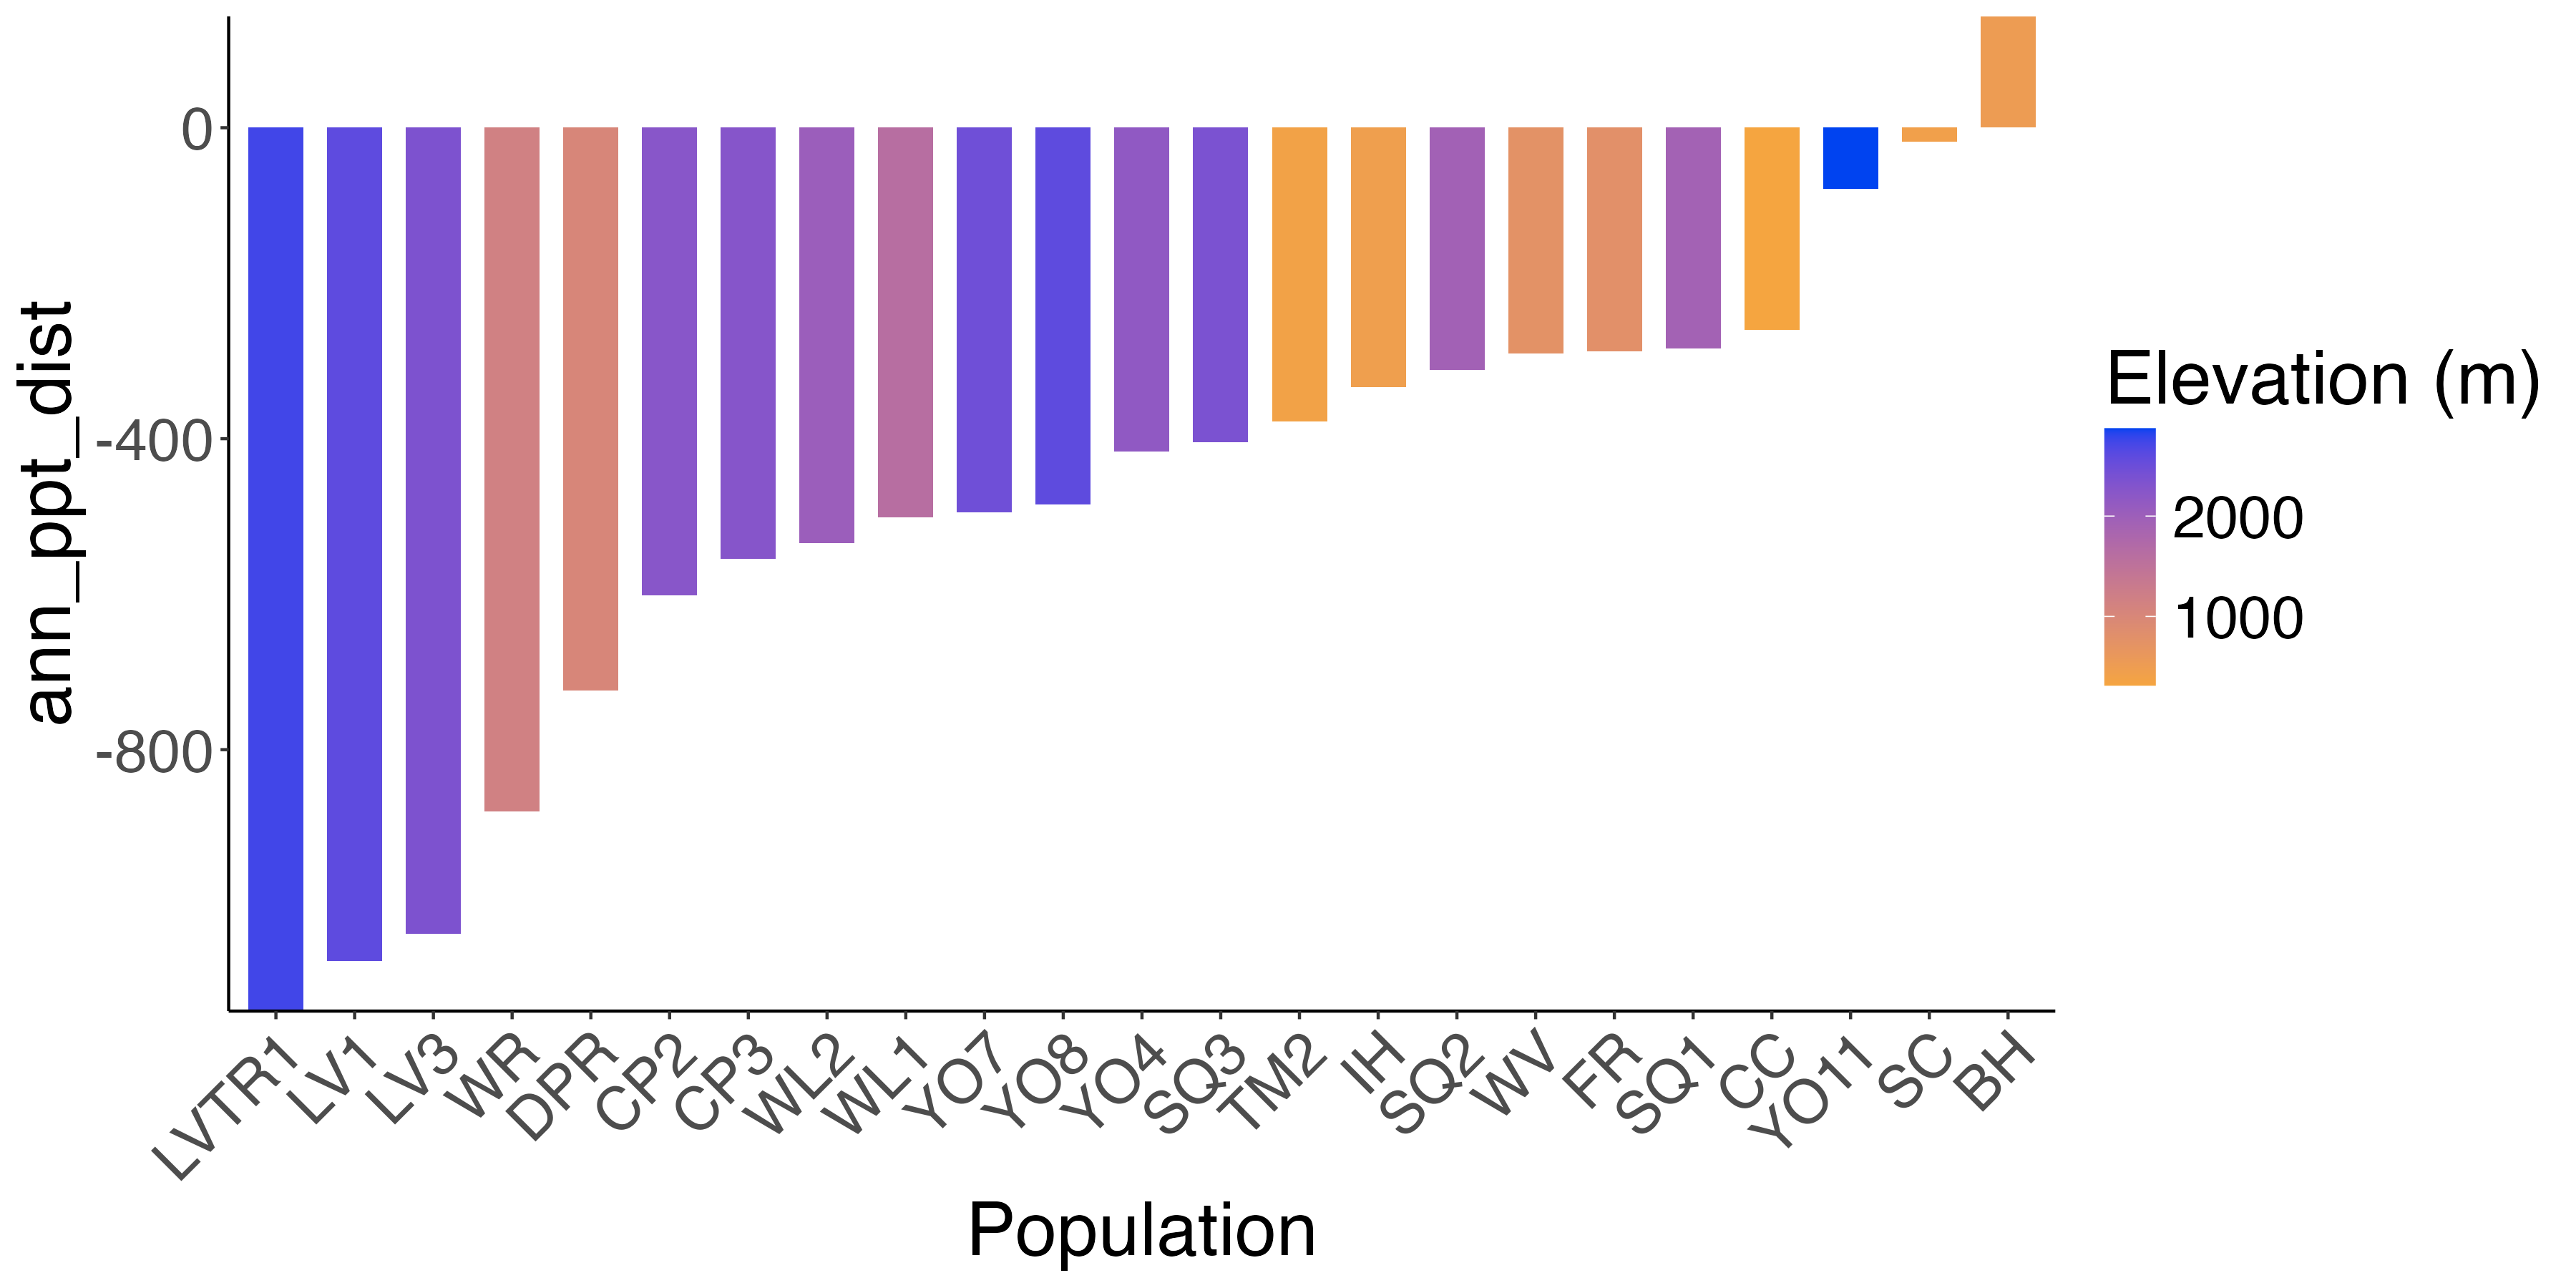 ann_ppt_dist
0
-400
-800
LVTR1
LV1
LV3
WR
DPR
CP2
CP3
WL2
WL1
YO7
YO8
YO4
SQ3
TM2
IH
SQ2
WV
FR
SQ1
CC
YO11
SC
BH
Population
Elevation (m)
2000
1000